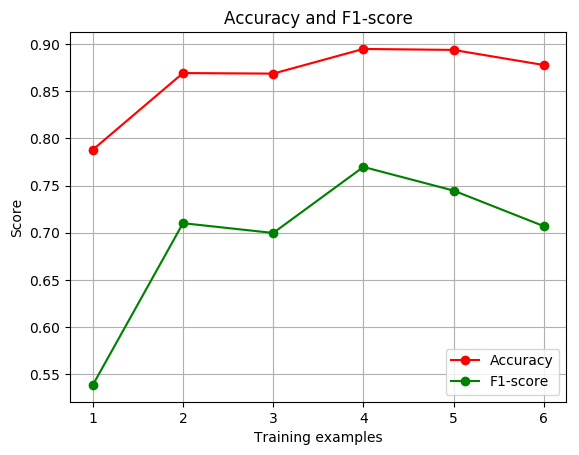 Accuracy and F1-score
0.90
0.85
0.80
0.75
0.70
0.65
0.60
0.55
Score
1 2 3 4 5 6
Training examples
Accuracy
F1-score